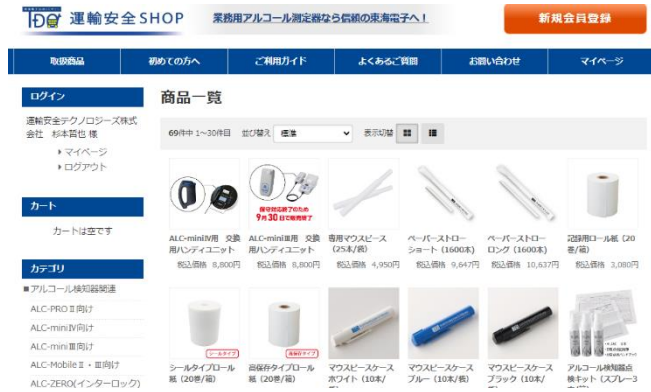 運輸安全SHOP
業務用アルコール測定器なら信頼の東海電子へ！
新規会員登録
取扱商品
初めての方へ
ご利用ガイド
よくあるご質問
お問い合わせ
マイページ
ログイン
運輸安全テクノロジーズ株式
会社 杉本哲也 様
マイページ
ログアウト
カート
カートは空です
カテゴリ
■アルコール検知器関連
ALC-PROⅡ向け
ALC-miniⅣ向け
ALC-miniⅢ向け
ALC-MobileⅡ・Ⅲ向け
ALC-ZERO(インターロック)
商品一覧
69件中 1～30件目
並び替え
標準
表示切替
保守対応終了のため
9月30日で販売終了
ALC-miniⅣ用 交換
用ハンディユニット
税込価格 8,800円
ALC-miniⅢ用 交換
用ハンディユニット
税込価格 8,800円
専用マウスピース
(25本/袋)
税込価格 4,950円
ペーパーストロー
ショート (1600本)
税込価格 9,647円
ペーパーストロー
ロング (1600本)
税込価格 10,637円
記録用ロール紙 (20
巻/箱)
税込価格 3,080円
シールタイプ
高保存タイプ
シールタイプロール
紙 (20巻/箱)
高保存タイプロール
紙 (20巻/箱)
マウスピースケース
ホワイト (10本/
マウスピースケース
ブルー (10本/袋)
マウスピースケース
ブラック (10本/
アルコール検知器点
検キット (スプレー3